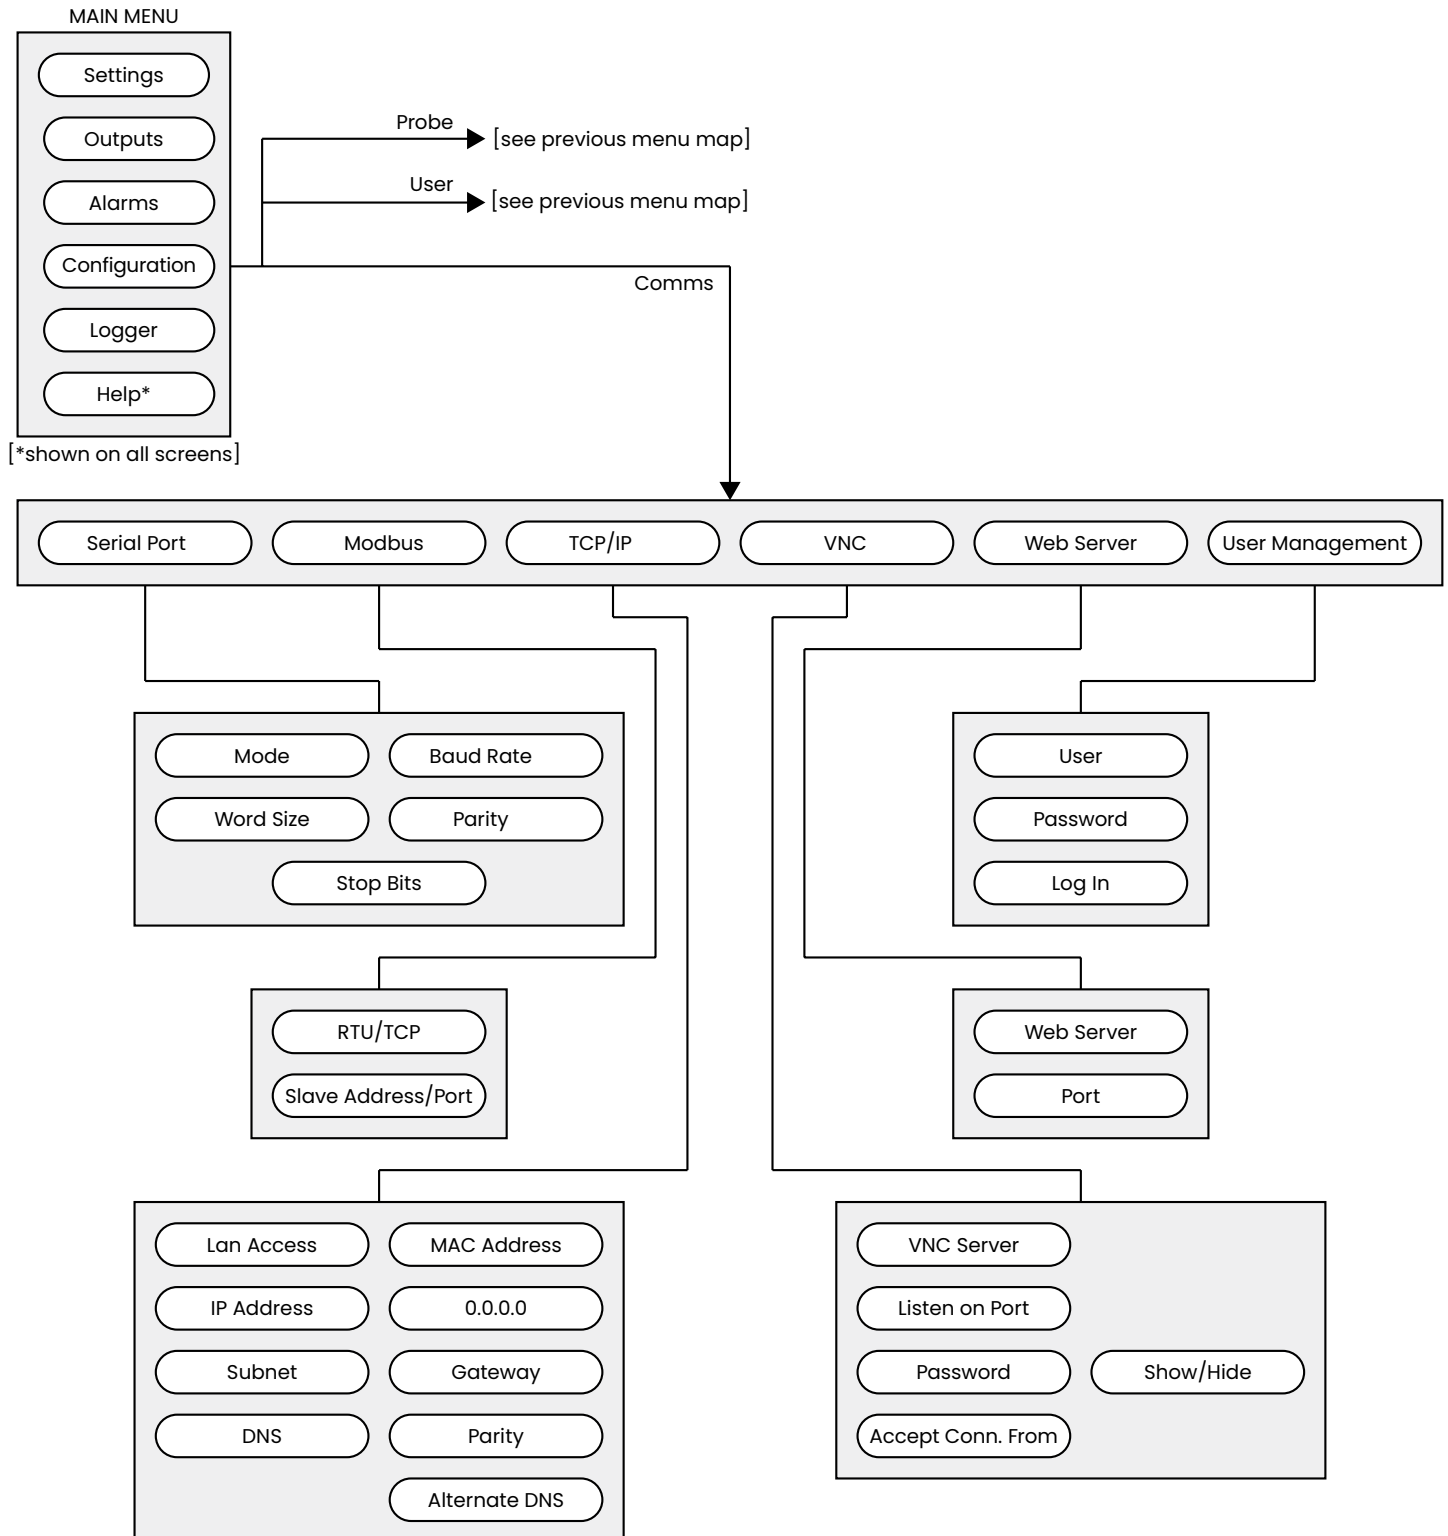 MAIN MENU
Settings
Outputs
Alarms
Configuration
Logger
Help*
[*shown on all screens]
Probe
[see previous menu map]
User
[see previous menu map]
Comms
Serial Port
Modbus
TCP/IP
VNC
Web Server
User Management
Mode
Baud Rate
Word Size
Parity
Stop Bits
User
Password
Log In
RTU/TCP
Slave Address/Port
Web Server
Port
Lan Access
MAC Address
IP Address
0.0.0.0
Subnet
Gateway
DNS
Parity
Alternate DNS
VNC Server
Listen on Port
Password
Show/Hide
Accept Conn. From